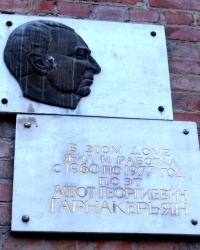 В ЭТОМ ДОМЕ
ЖИЛ И РАБОТАЛ
С 1960 ПО 1977 ГОД
ПОЭТ
АШОТ ГЕОРГИЕВИЧ
ГАРНАКЕРЬЯН